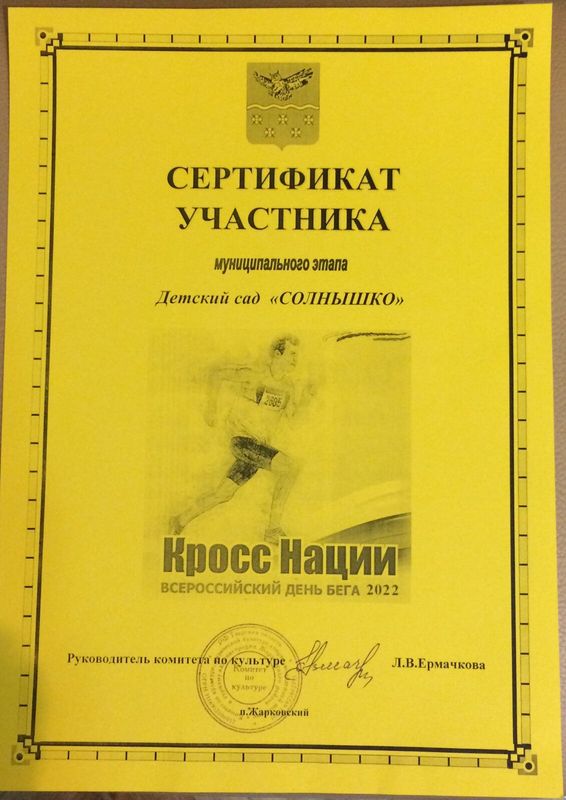 СЕРТИФИКАТ
УЧАСТНИКА
муниципального этапа
Детский сад «СОЛНЫШКО»
Кросс Нации
ВСЕРОССИЙСКИЙ ДЕНЬ БЕГА 2022
Руководитель комитета по культуре Л.В.Ермачкова
Комитет
по
культуре
п.Жарковский